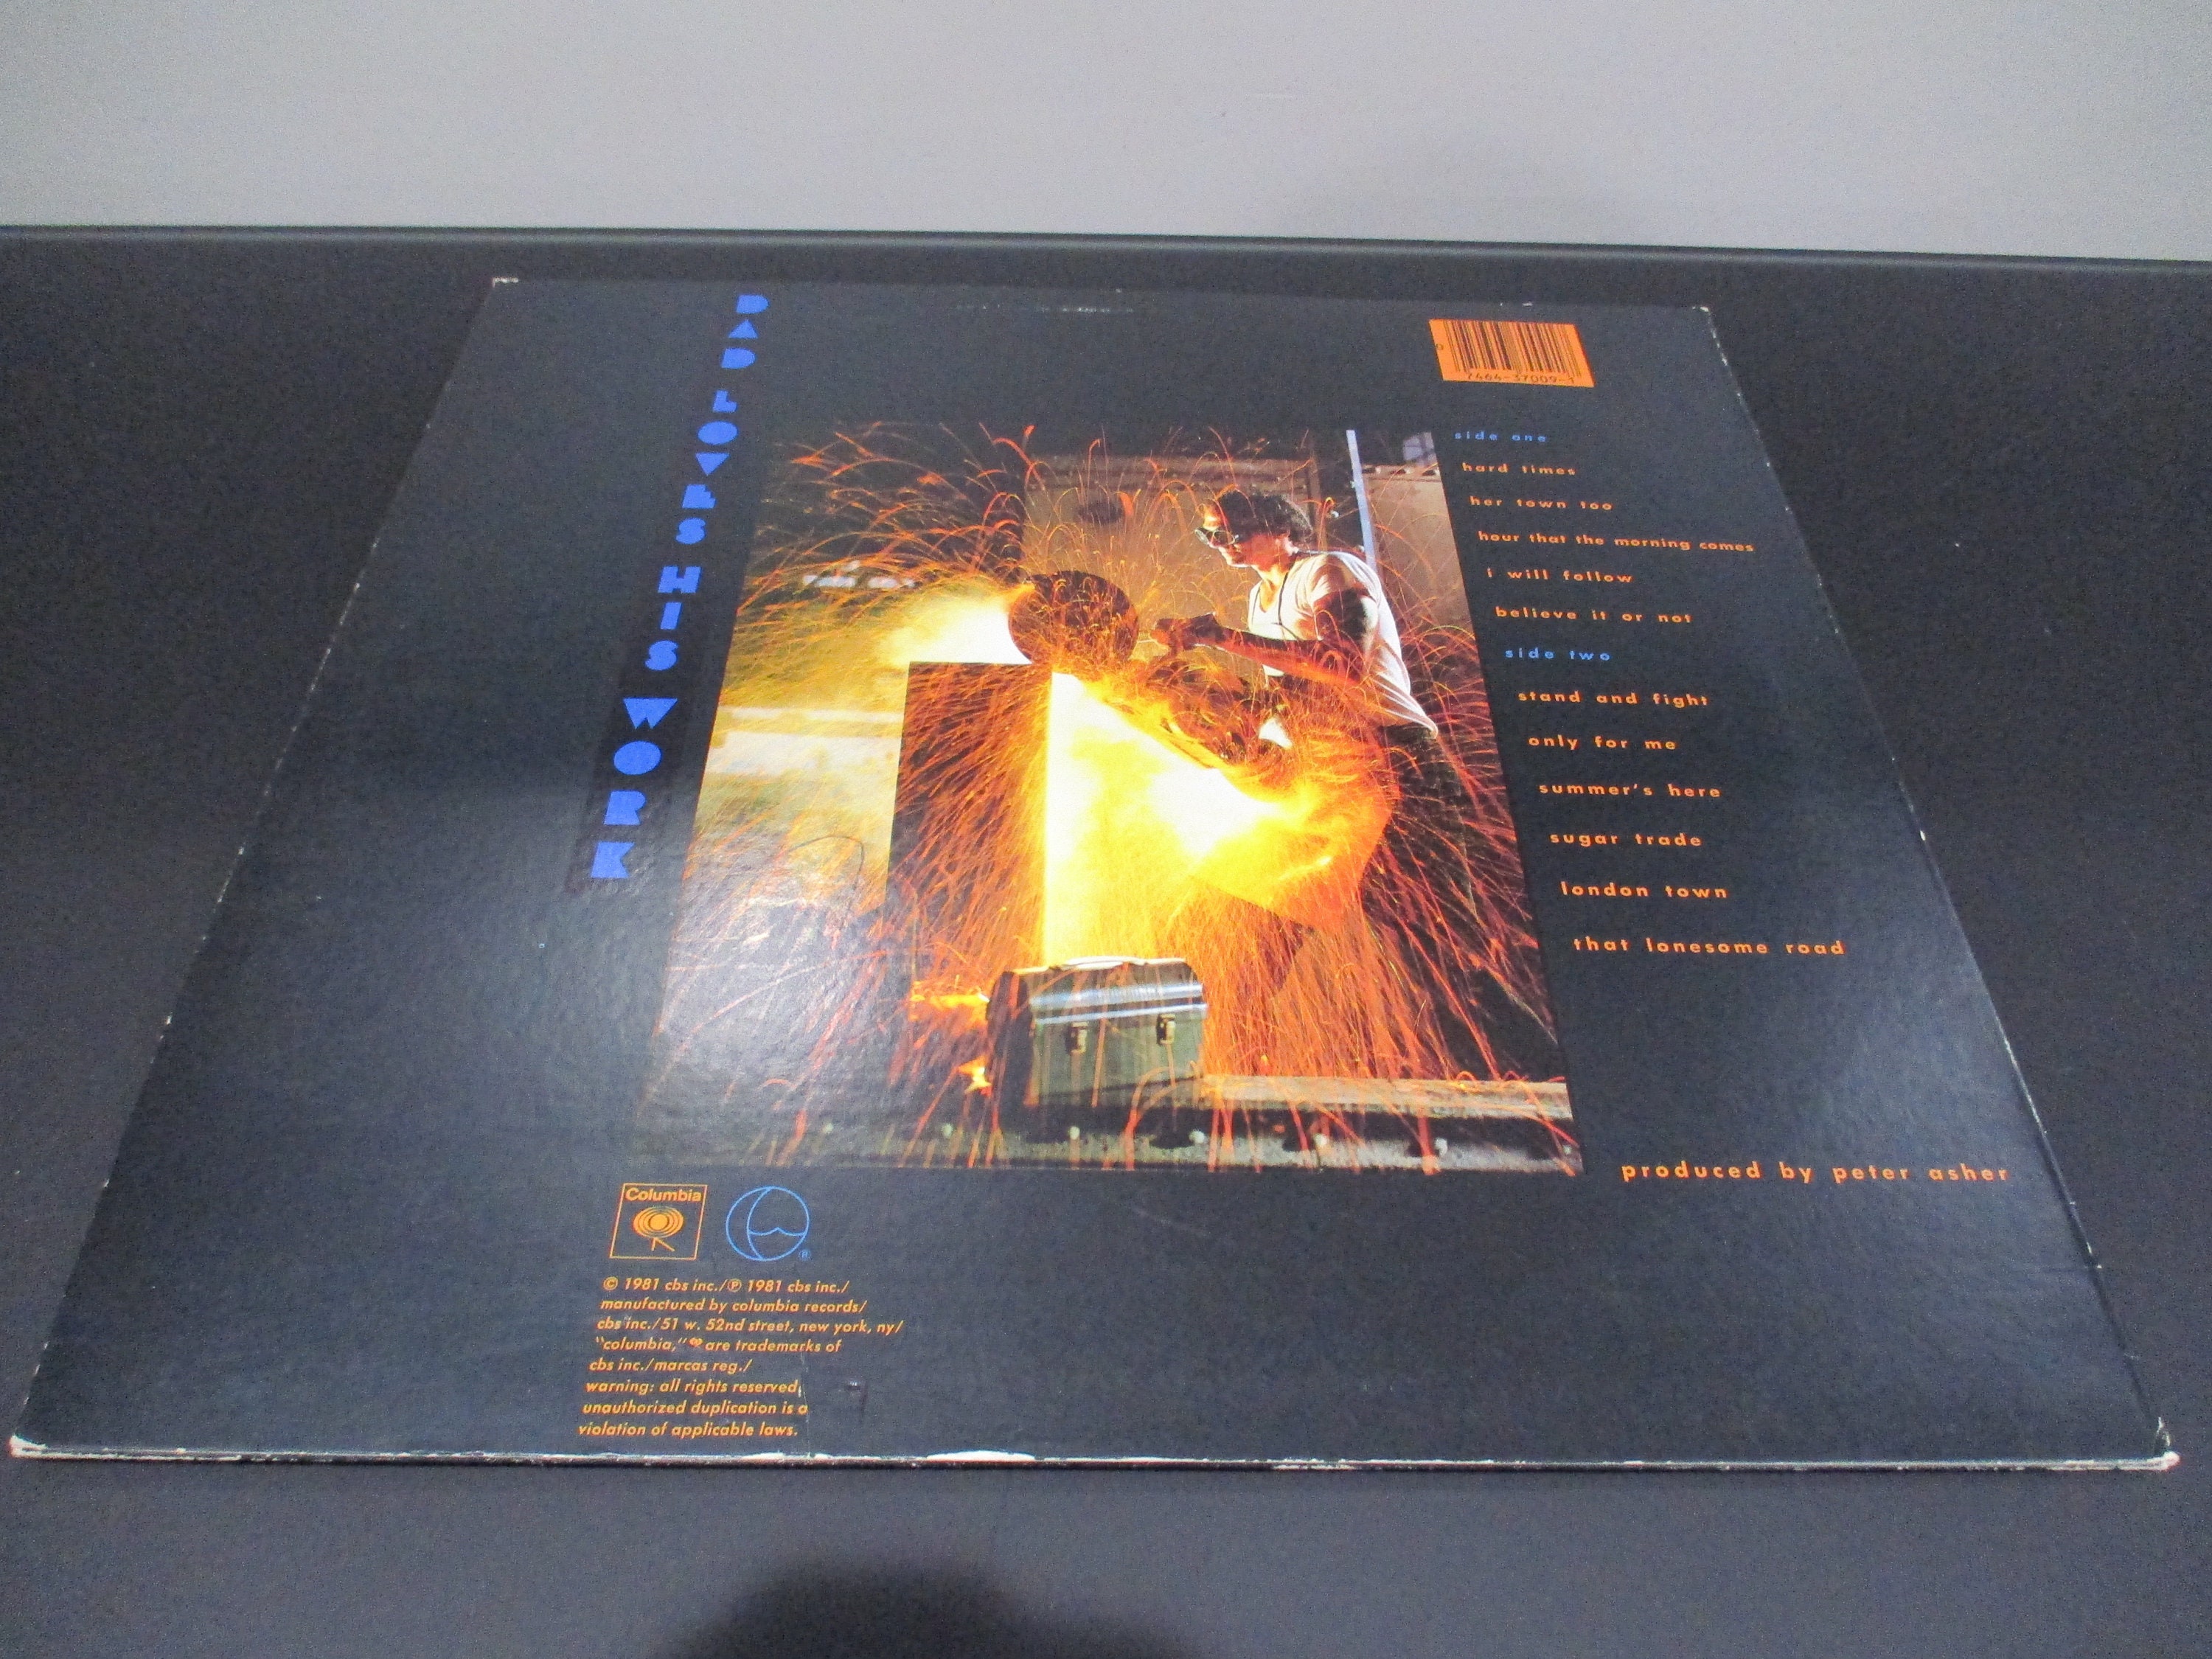 DAD LOVES HIS WORK
7464-37009-1
side one
hard times
her town too
hour that the morning comes
i will follow
believe it or not
side two
stand and fight
only for me
summer's here
sugar trade
london town
that lonesome road
produced by peter asher
Columbia
®
© 1981 cbs inc./℗ 1981 cbs inc./
manufactured by columbia records/
cbs inc./51 w. 52nd street, new york, ny/
"columbia," are trademarks of
cbs inc./marcas reg./
warning: all rights reserved,
unauthorized duplication is a
violation of applicable laws.